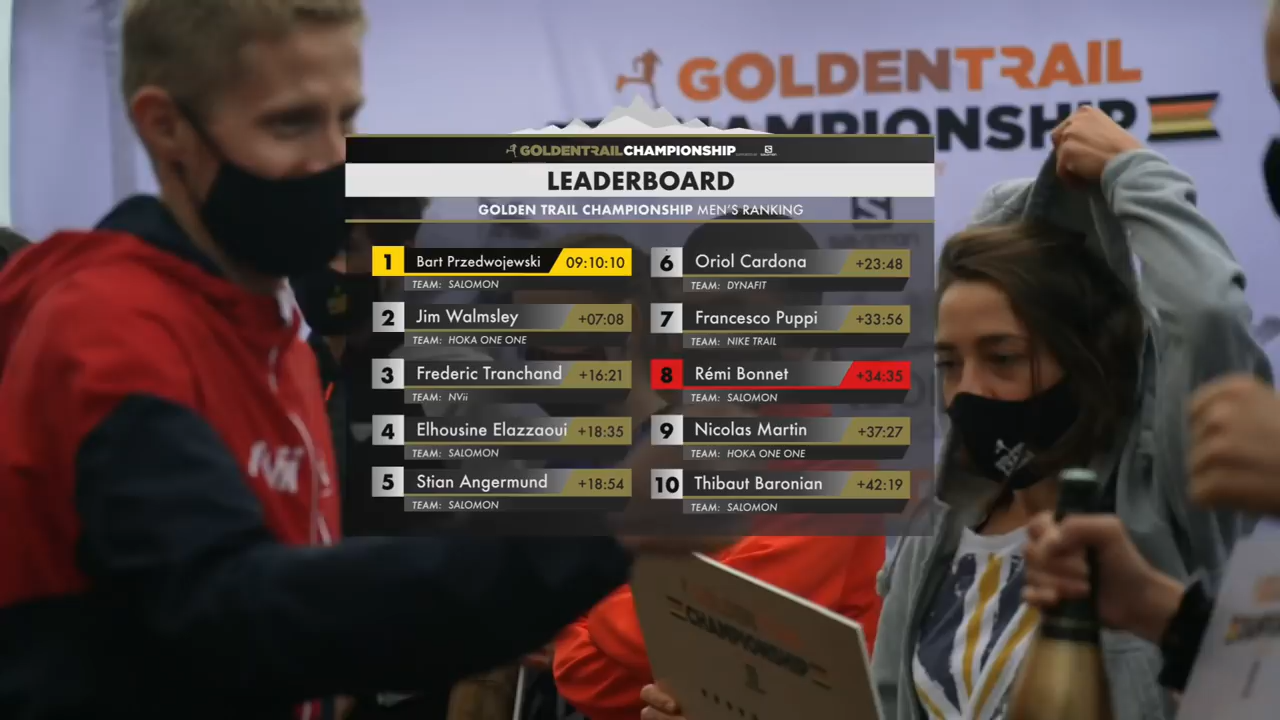 GOLDENTRAIL
CHAMPIONSHIP
GOLDENTRAILCHAMPIONSHIP
LEADERBOARD
GOLDEN TRAIL CHAMPIONSHIP MEN'S RANKING
1 Bart Przedwojewski 09:10:10
TEAM: SALOMON
2 Jim Walmsley +07:08
TEAM: HOKA ONE ONE
3 Frederic Tranchand +16:21
TEAM: NVii
4 Elhousine Elazzaoui +18:35
TEAM: SALOMON
5 Stian Angermund +18:54
TEAM: SALOMON
6 Oriol Cardona +23:48
TEAM: DYNAFIT
7 Francesco Puppi +33:56
TEAM: NIKE TRAIL
8 Rémi Bonnet +34:35
TEAM: SALOMON
9 Nicolas Martin +37:27
TEAM: HOKA ONE ONE
10 Thibaut Baronian +42:19
TEAM: SALOMON
CHAMPIONSHIP